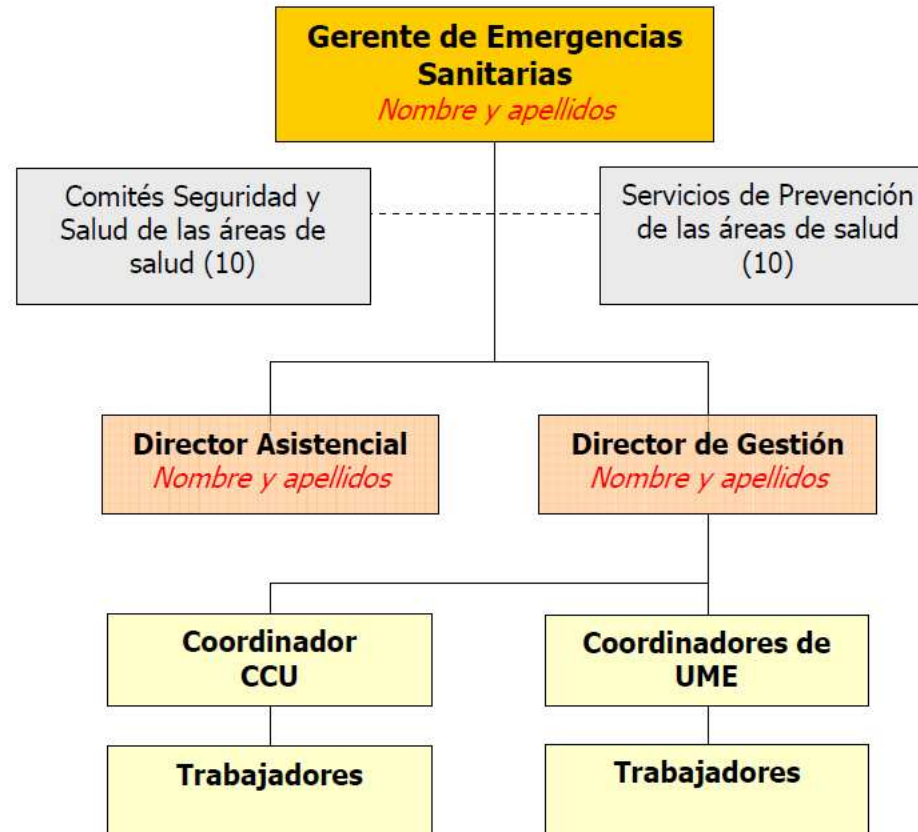 Gerente de Emergencias
Sanitarias
Nombre y apellidos
Comités Seguridad y
Salud de las áreas de
salud (10)
Servicios de Prevención
de las áreas de salud
(10)
Director Asistencial
Nombre y apellidos
Director de Gestión
Nombre y apellidos
Coordinador
CCU
Coordinadores de
UME
Trabajadores
Trabajadores